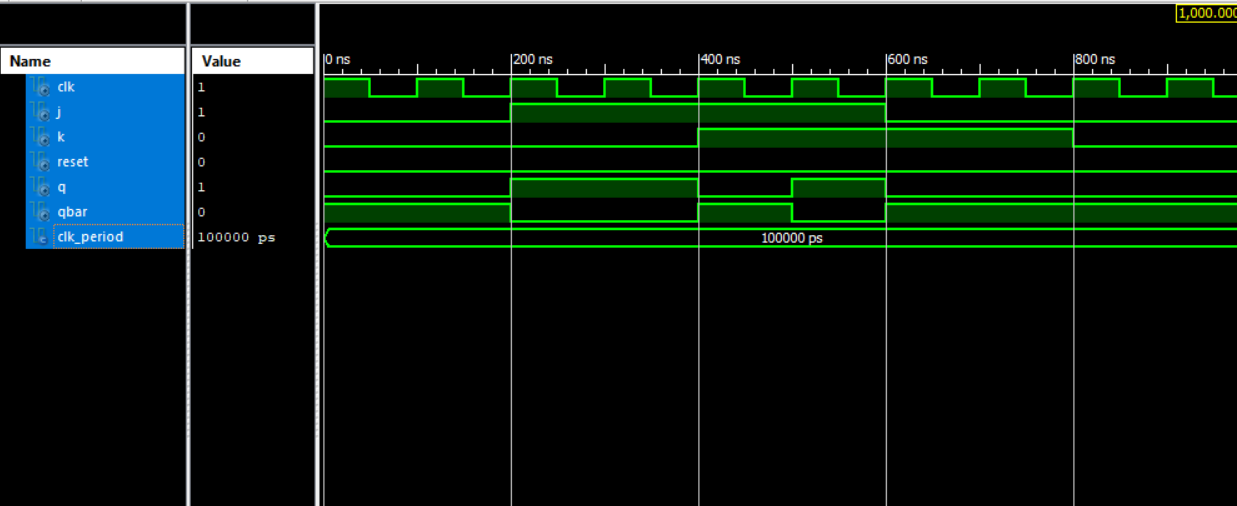 1,000.000
Name Value
0 ns 200 ns 400 ns 600 ns 800 ns
clk 1
j 1
k 0
reset 0
q 1
qbar 0
clk_period 100000 ps 100000 ps